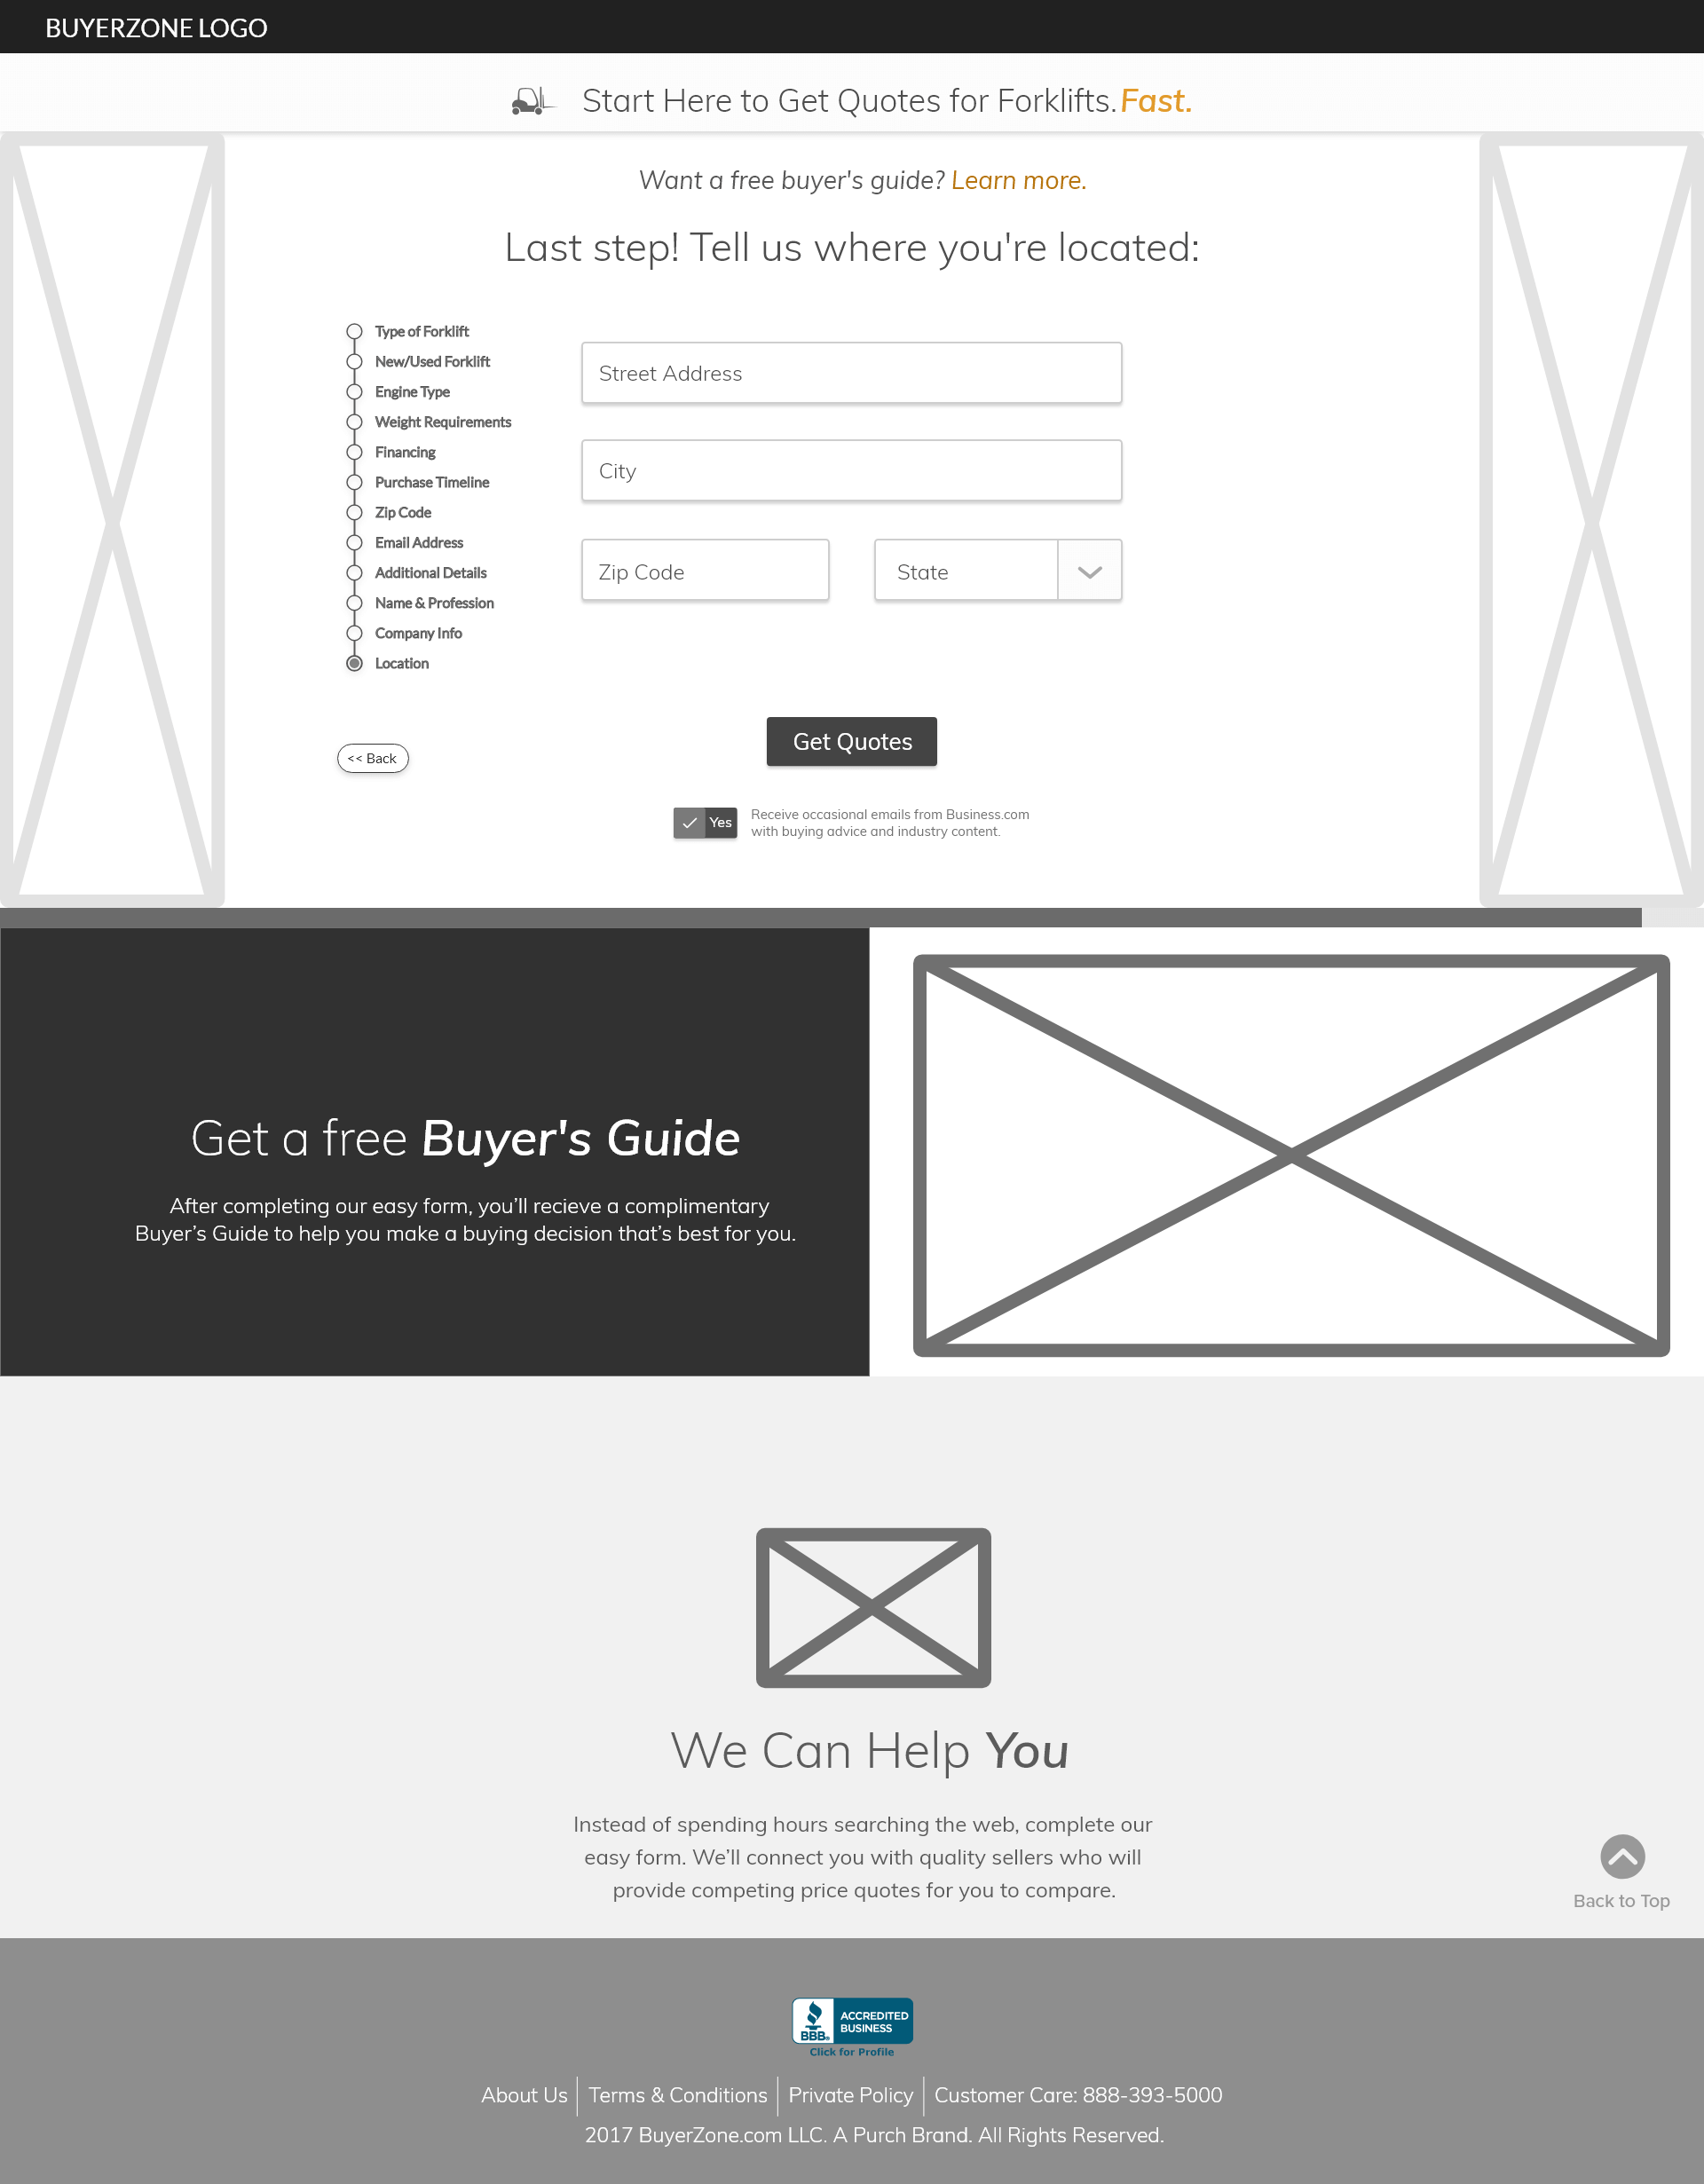 BUYERZONE LOGO
Start Here to Get Quotes for Forklifts. Fast.
Want a free buyer's guide? Learn more.
Last step! Tell us where you're located:
Type of Forklift
New/Used Forklift
Engine Type
Weight Requirements
Financing
Purchase Timeline
Zip Code
Email Address
Additional Details
Name & Profession
Company Info
Location
Street Address
City
Zip Code
State
<< Back
Get Quotes
Yes
Receive occasional emails from Business.com
with buying advice and industry content.
Get a free Buyer's Guide
After completing our easy form, you’ll recieve a complimentary
Buyer’s Guide to help you make a buying decision that’s best for you.
We Can Help You
Instead of spending hours searching the web, complete our
easy form. We’ll connect you with quality sellers who will
provide competing price quotes for you to compare.
Back to Top
BBB.
ACCREDITED
BUSINESS
Click for Profile
About Us
Terms & Conditions
Private Policy
Customer Care: 888-393-5000
2017 BuyerZone.com LLC. A Purch Brand. All Rights Reserved.